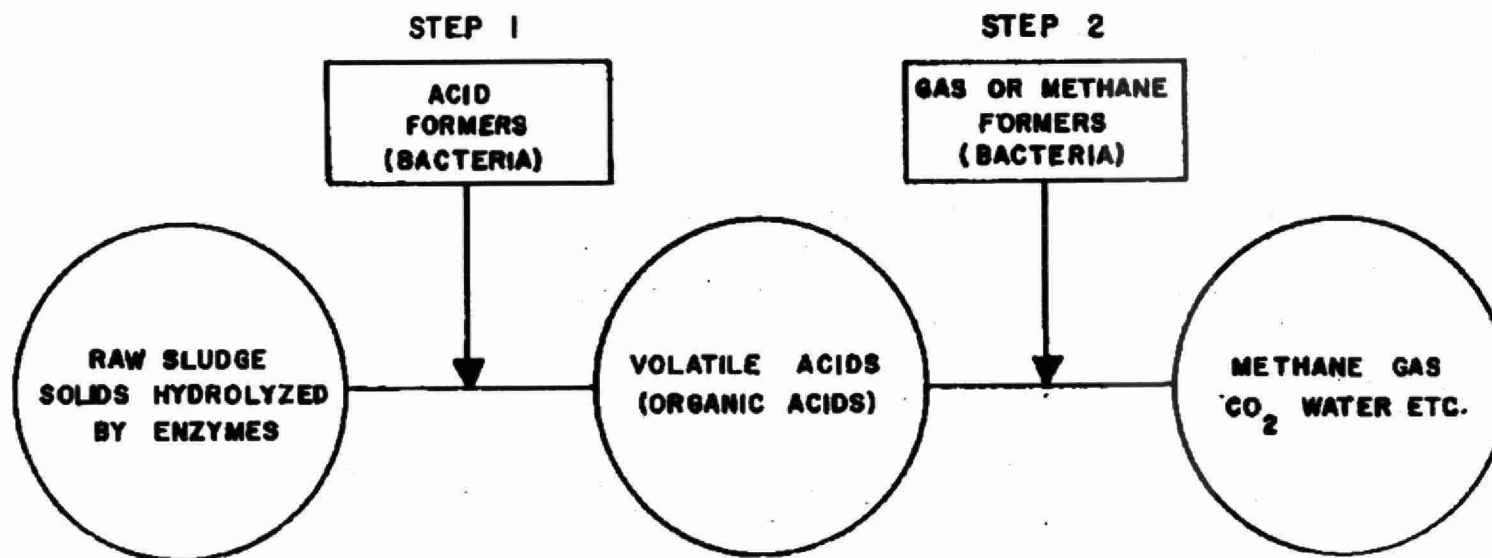 STEP 1
ACID
FORMERS
(BACTERIA)
STEP 2
GAS OR METHANE
FORMERS
(BACTERIA)
RAW SLUDGE
SOLIDS HYDROLYZED
BY ENZYMES
VOLATILE ACIDS
(ORGANIC ACIDS)
METHANE GAS
CO₂ WATER ETC.